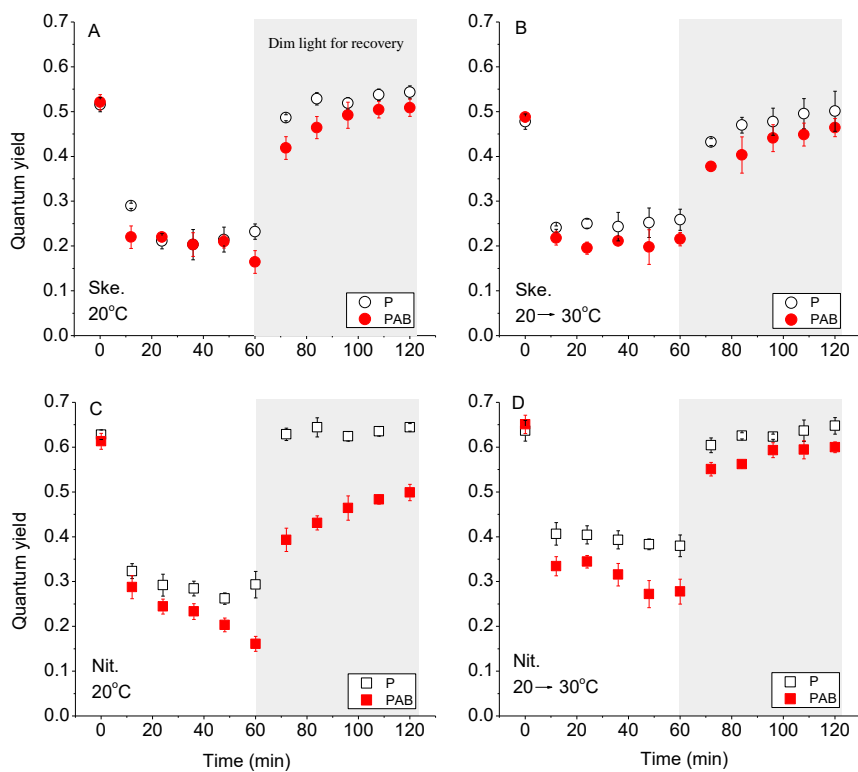 A
Dim light for recovery
Quantum yield
0.7
0.6
0.5
0.4
0.3
0.2
0.1
0.0
Ske.
20°C
P
PAB
0 20 40 60 80 100 120
B
Quantum yield
0.7
0.6
0.5
0.4
0.3
0.2
0.1
0.0
Ske.
20 → 30°C
P
PAB
0 20 40 60 80 100 120
C
Quantum yield
0.7
0.6
0.5
0.4
0.3
0.2
0.1
0.0
Nit.
20°C
P
PAB
0 20 40 60 80 100 120
Time (min)
D
Quantum yield
0.7
0.6
0.5
0.4
0.3
0.2
0.1
0.0
Nit.
20 → 30°C
P
PAB
0 20 40 60 80 100 120
Time (min)